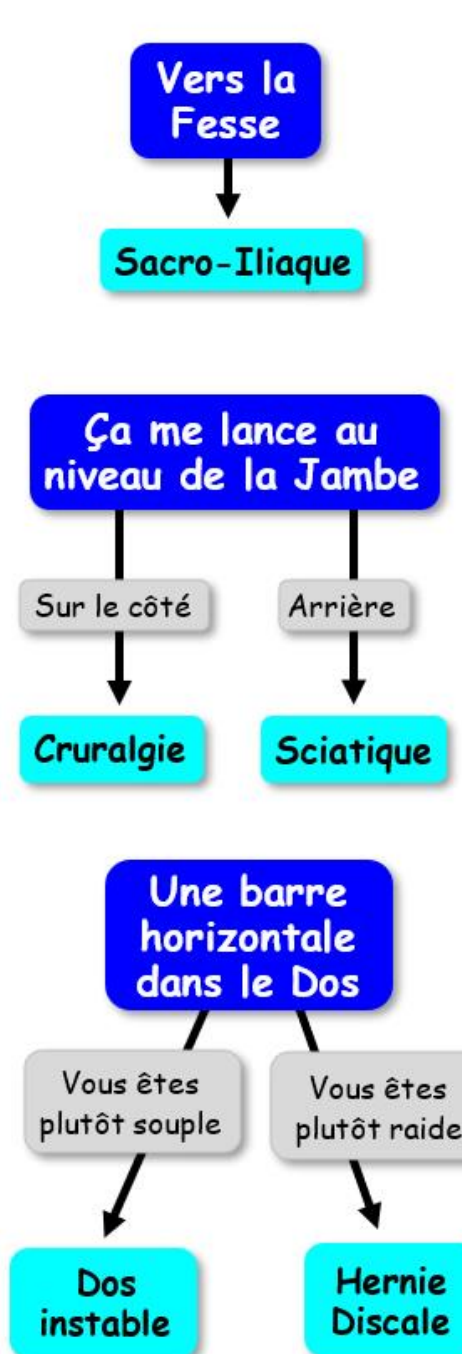 Vers la
Fesse
Sacro-Iliaque
Ça me lance au
niveau de la Jambe
Sur le côté
Arrière
Cruralgie
Sciatique
Une barre
horizontale
dans le Dos
Vous êtes
plutôt souple
Vous êtes
plutôt raide
Dos
instable
Hernie
Discale